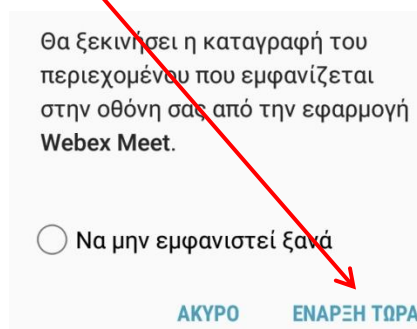 Θα ξεκινήσει η καταγραφή του
περιεχομένου που εμφανίζεται
στην οθόνη σας από την εφαρμογή
Webex Meet.
Να μην εμφανιστεί ξανά
ΑΚΥΡΟ ΕΝΑΡΞΗ ΤΩΡΑ